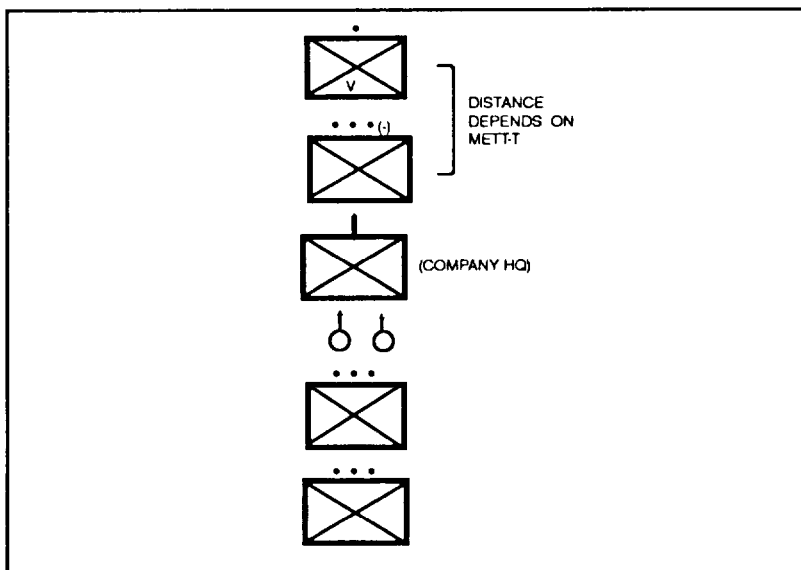 V
(-)
DISTANCE
DEPENDS ON
METT-T
(COMPANY HQ)